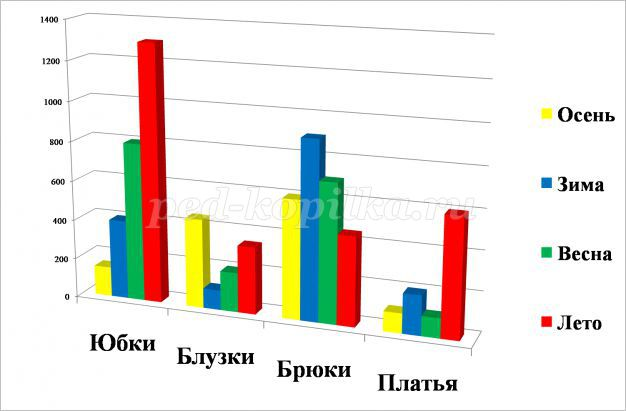 1400
1200
1000
800
600
400
200
0
Юбки
Блузки
Брюки
Платья
Осень
Зима
Весна
Лето
ped-kopilka.ru